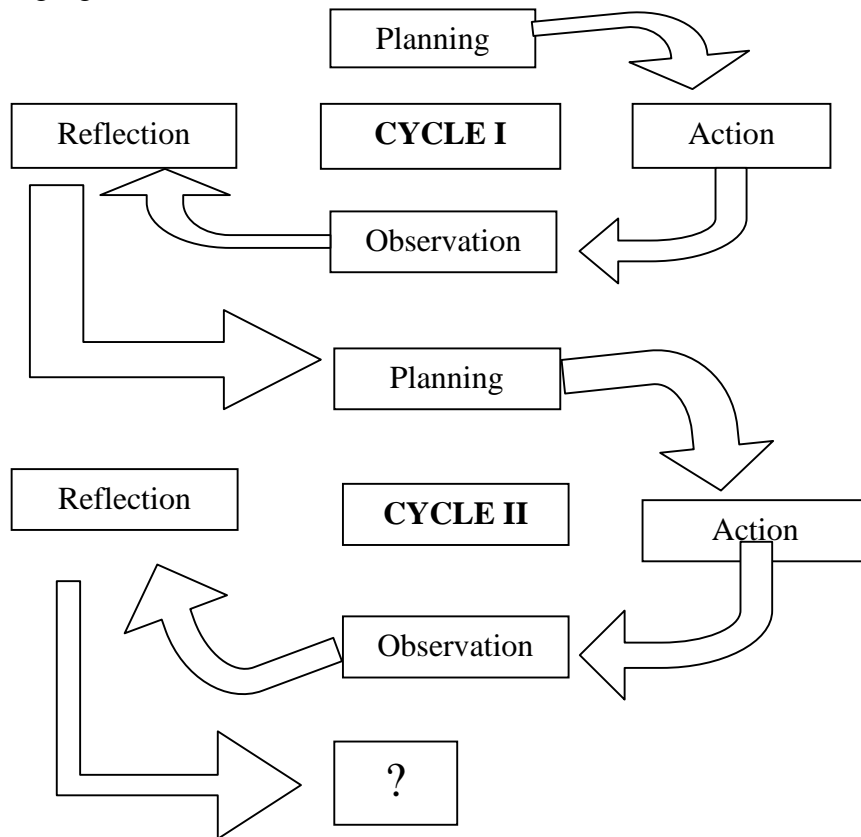 Planning
Reflection
CYCLE I
Action
Observation
Planning
Reflection
CYCLE II
Action
Observation
?